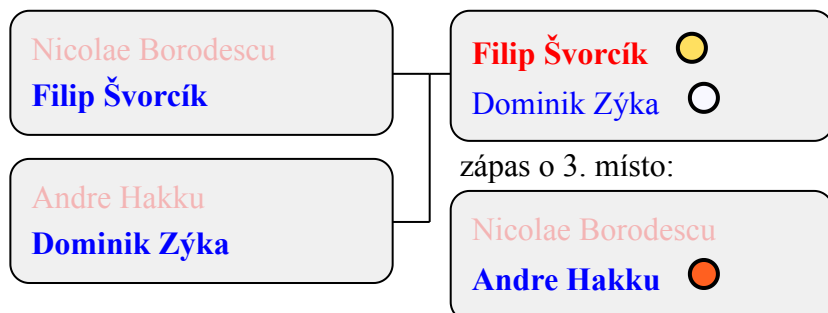 Nicolae Borodescu
Filip Švorcík
Andre Hakku
Dominik Zýka
Filip Švorcík
Dominik Zýka
zápas o 3. místo:
Nicolae Borodescu
Andre Hakku